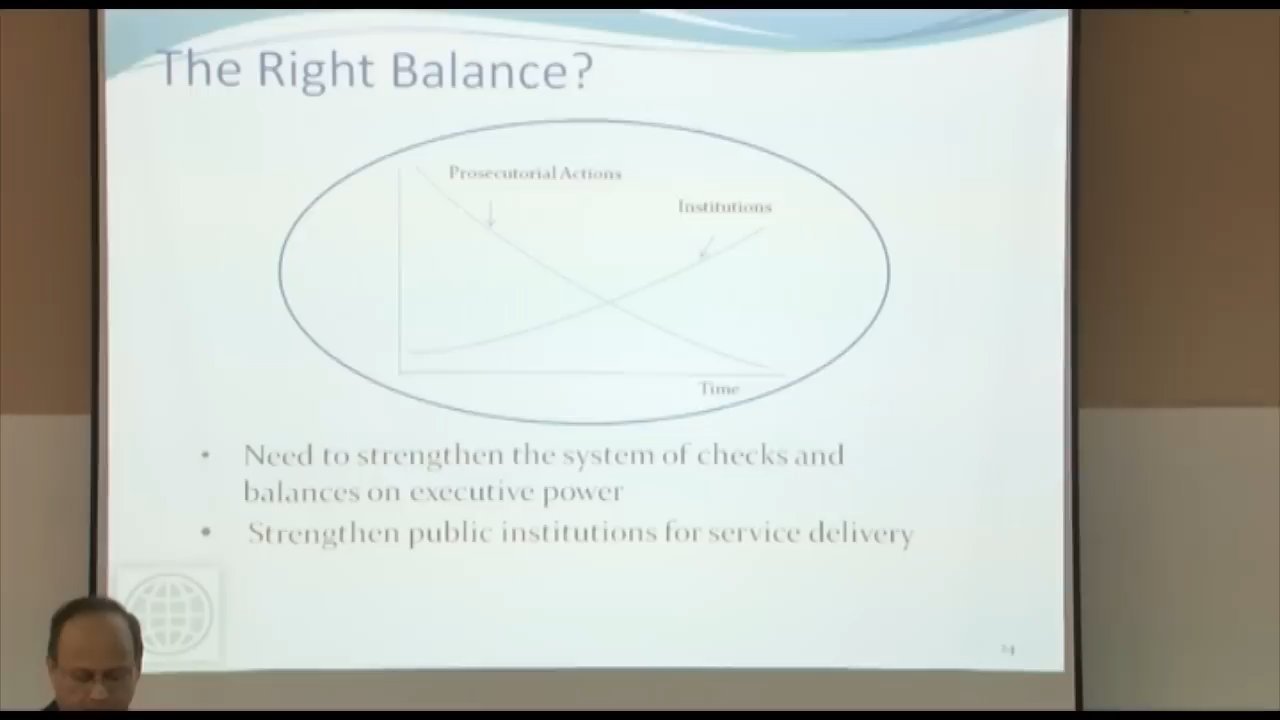 The Right Balance?
Prosecutorial Actions
Institutions
Time
• Need to strengthen the system of checks and
balances on executive power
• Strengthen public institutions for service delivery